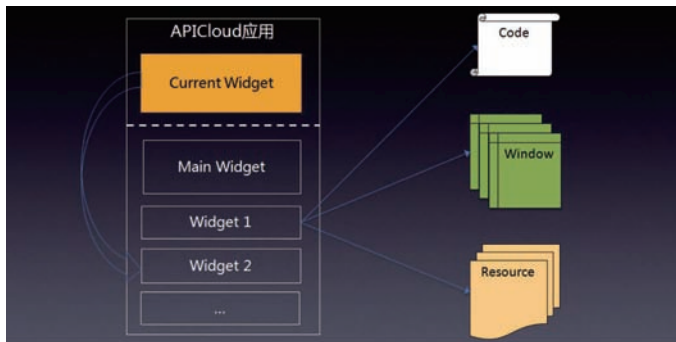 APICloud应用
Current Widget
Main Widget
Widget 1
Widget 2
...
Code
Window
Resource